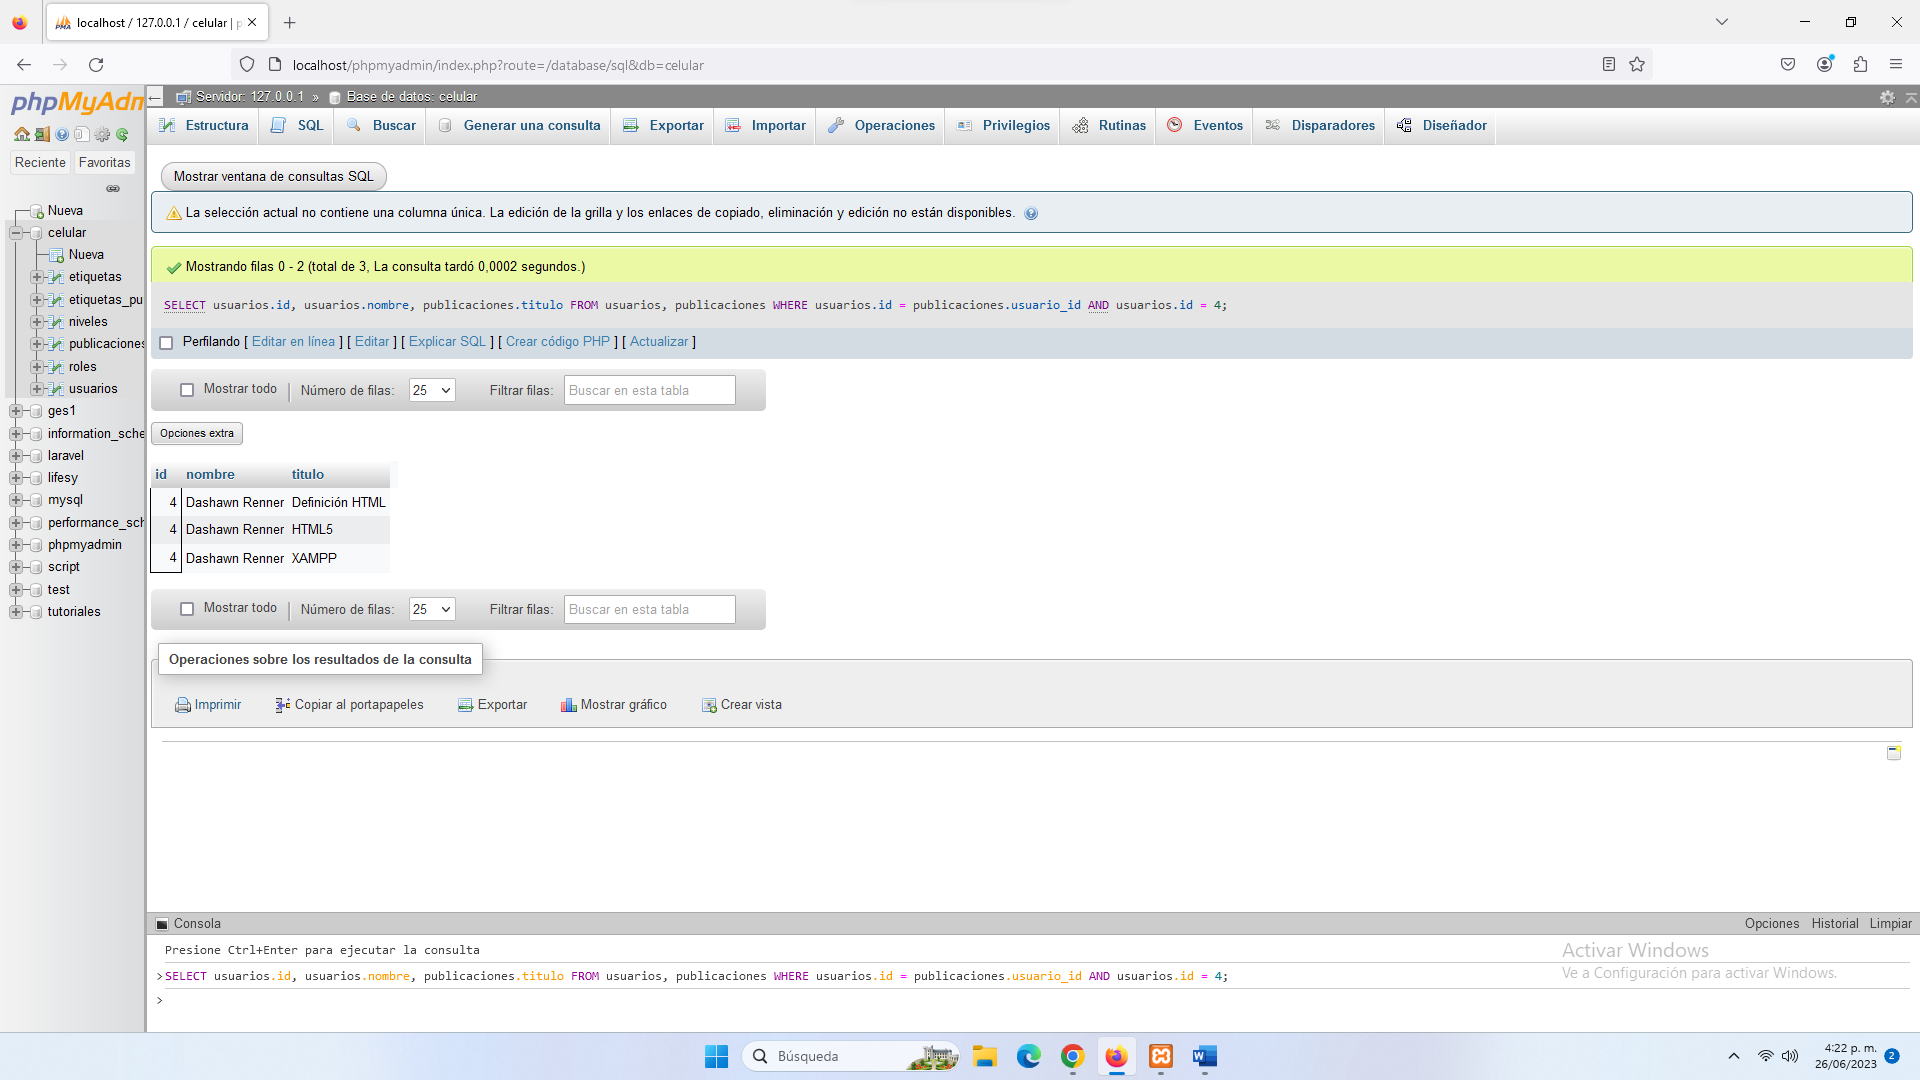 localhost / 127.0.0.1 / celular | p
localhost/phpmyadmin/index.php?route=/database/sql&db=celular
phpMyAdm
Servidor: 127.0.0.1 » Base de datos: celular
Estructura SQL Buscar Generar una consulta Exportar Importar Operaciones Privilegios Rutinas Eventos Disparadores Diseñador
Reciente Favoritas
Nueva
celular
Nueva
etiquetas
etiquetas_pu
niveles
publicaciones
roles
usuarios
ges1
information_sche
laravel
lifesy
mysql
performance_sch
phpmyadmin
script
test
tutoriales
Mostrar ventana de consultas SQL
La selección actual no contiene una columna única. La edición de la grilla y los enlaces de copiado, eliminación y edición no están disponibles.
Mostrando filas 0 - 2 (total de 3, La consulta tardó 0,0002 segundos.)
SELECT usuarios.id, usuarios.nombre, publicaciones.titulo FROM usuarios, publicaciones WHERE usuarios.id = publicaciones.usuario_id AND usuarios.id = 4;
Perfilando [ Editar en línea ] [ Editar ] [ Explicar SQL ] [ Crear código PHP ] [ Actualizar ]
Mostrar todo Número de filas: 25 Filtrar filas: Buscar en esta tabla
Opciones extra
id nombre titulo
4 Dashawn Renner Definición HTML
4 Dashawn Renner HTML5
4 Dashawn Renner XAMPP
Mostrar todo Número de filas: 25 Filtrar filas: Buscar en esta tabla
Operaciones sobre los resultados de la consulta
Imprimir Copiar al portapapeles Exportar Mostrar gráfico Crear vista
Consola Opciones Historial Limpiar
Presione Ctrl+Enter para ejecutar la consulta
>SELECT usuarios.id, usuarios.nombre, publicaciones.titulo FROM usuarios, publicaciones WHERE usuarios.id = publicaciones.usuario_id AND usuarios.id = 4;
>
Activar Windows
Ve a Configuración para activar Windows.
Búsqueda
4:22 p. m.
26/06/2023
2